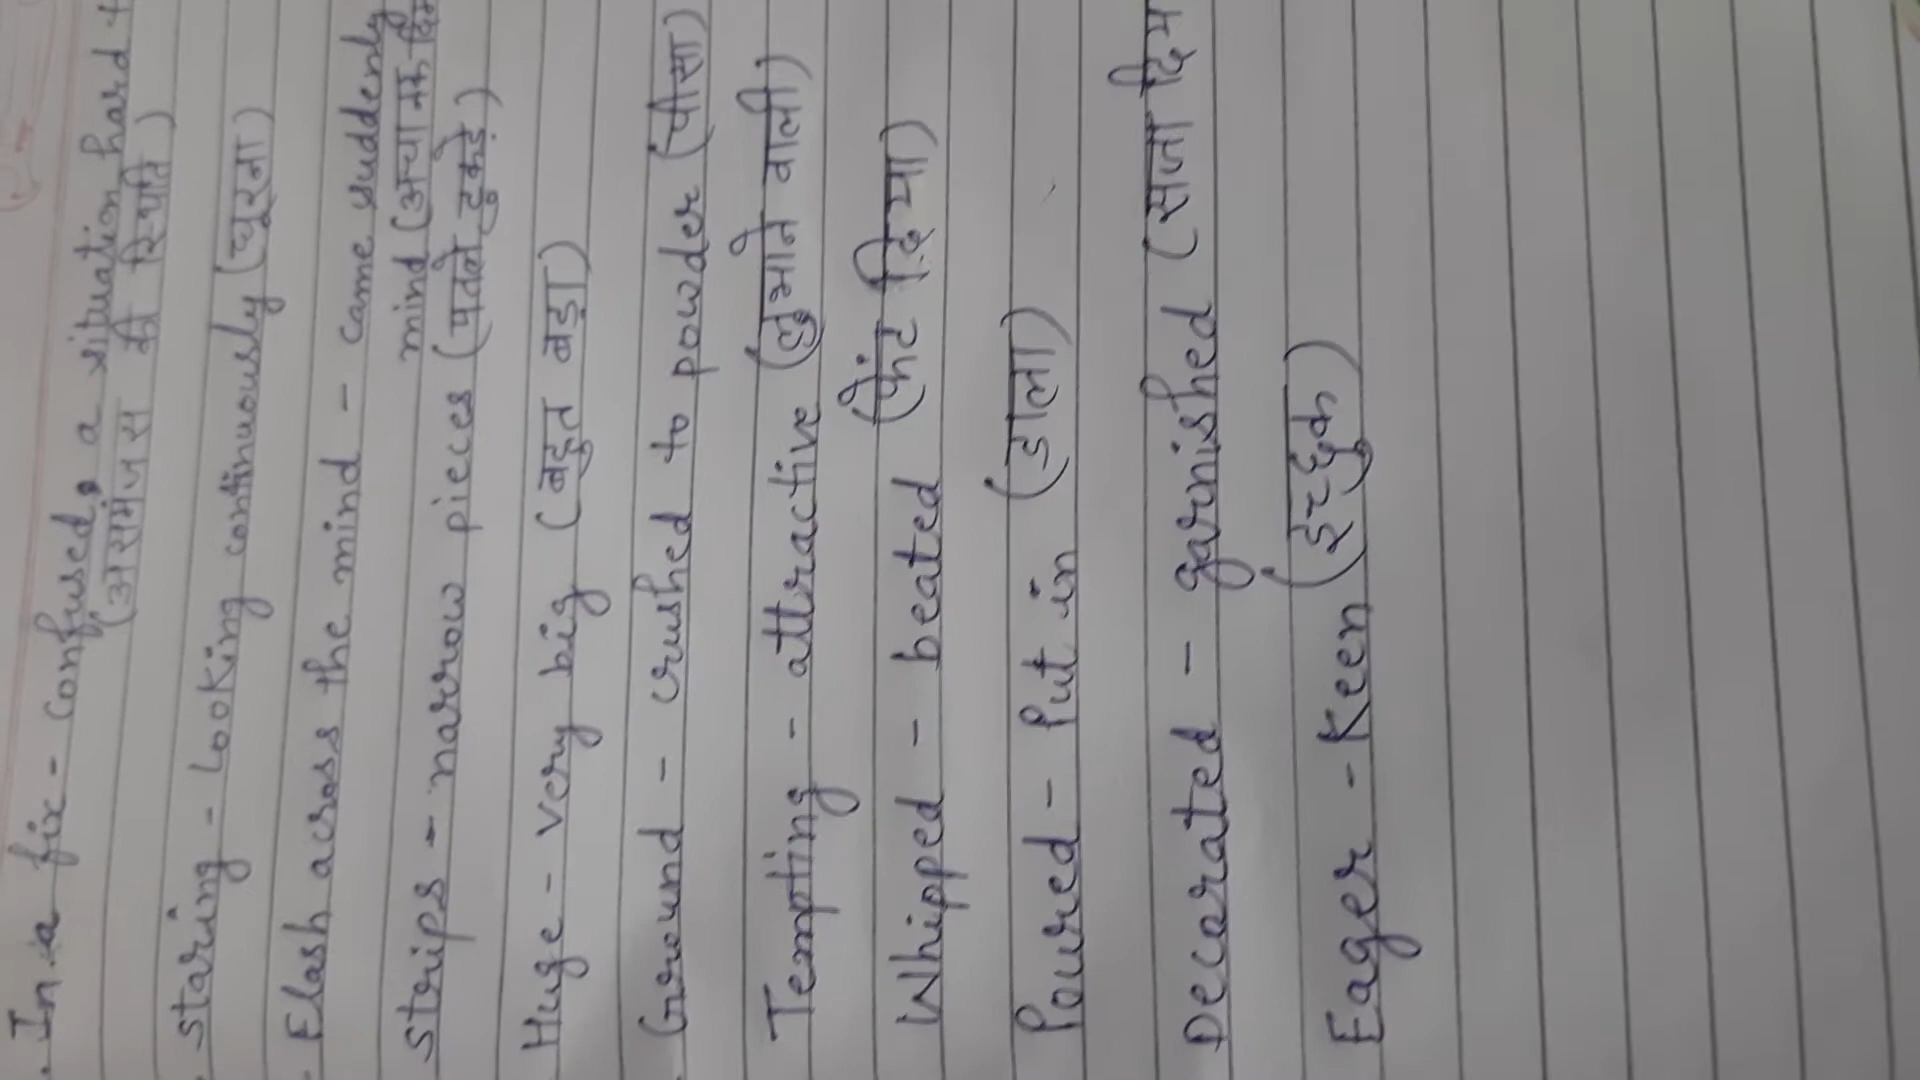 In a fix - confused, a situation hard
(असमंजस की स्थिति)
Staring - Looking continuously (घूरना)
Flash across the mind - came suddenly
mind (अचानक
Strips - narrow pieces (पतले टुकड़े)
Huge - very big (बहुत बड़ा)
Ground - crushed to powder (पीसा)
Tempting - attractive (लुभाने वाली)
Whipped - beated (फेंट दिया)
Poured - Put in (डाला)
Decorated - garnished (सजा
Eager - Keen (इच्छुक)